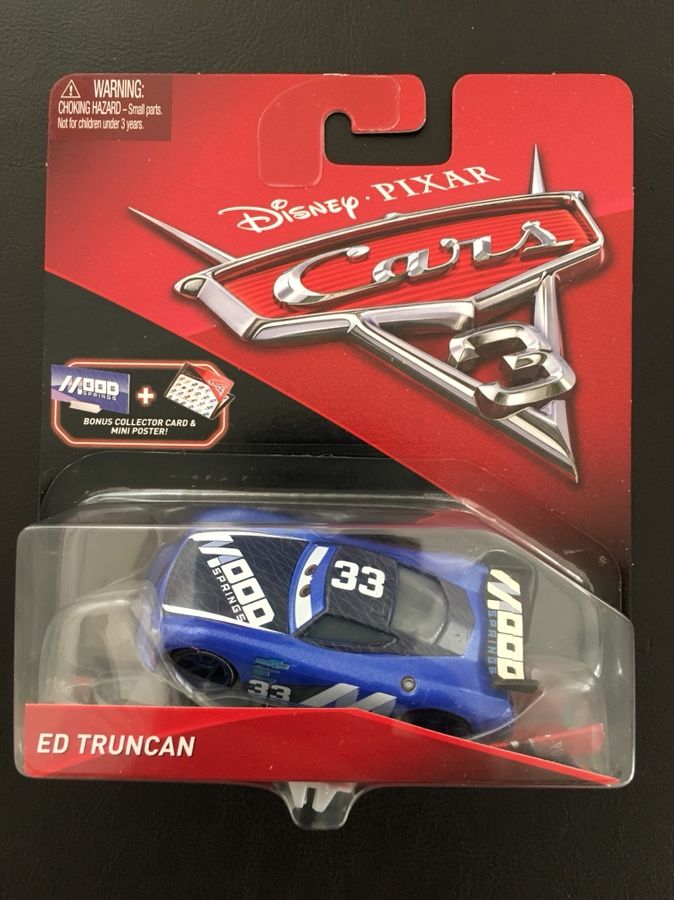 WARNING:
CHOKING HAZARD – Small parts.
Not for children under 3 years.
DISNEY · PIXAR
Cars
3
MOOD
SPRINGS
+
BONUS COLLECTOR CARD &
MINI POSTER!
MOOD
SPRINGS
33
MOOD
SPRINGS
33
ED TRUNCAN